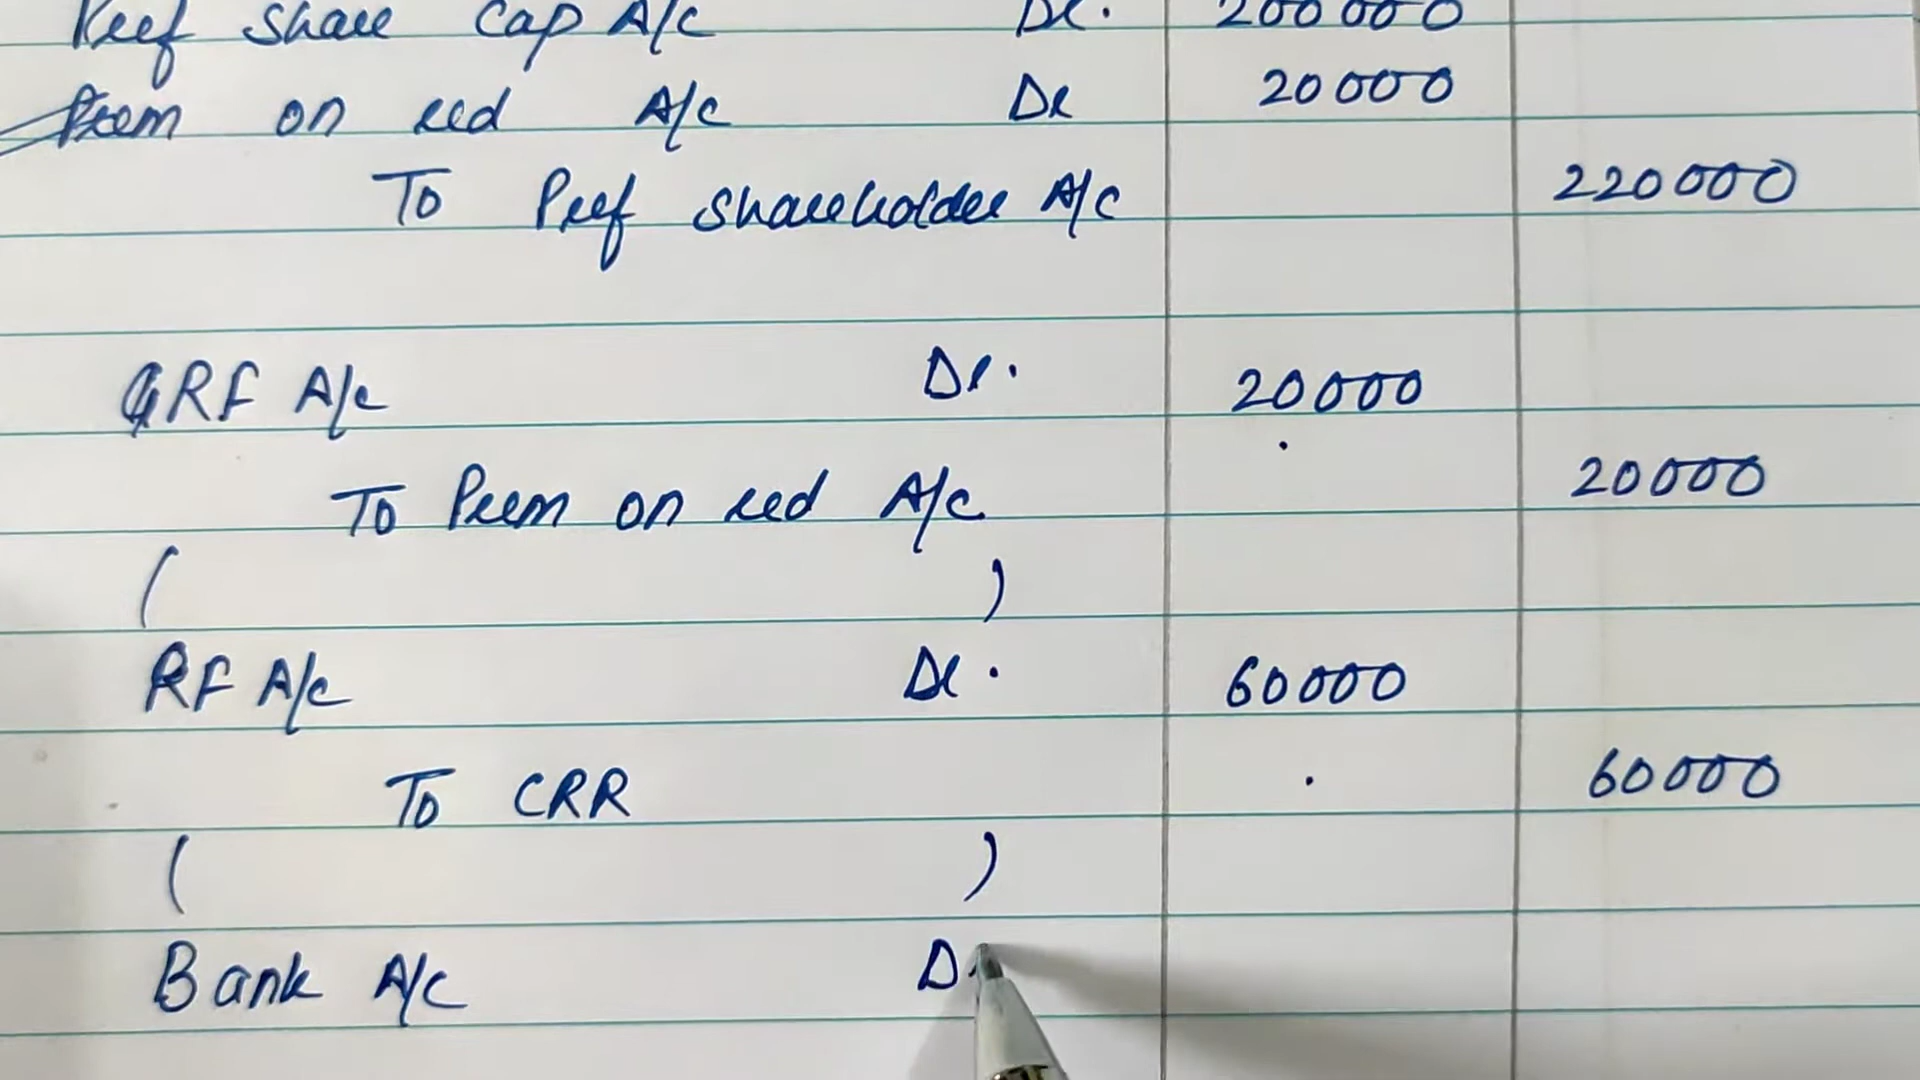 Pref share Cap A/c Dr. 200000
Prem on red A/c Dr 20000
To Pref shareholder A/c 220000
GRF A/c Dr. 20000
To Prem on red A/c 20000
( )
RF A/c Dr. 60000
To CRR 60000
( )
Bank A/c D